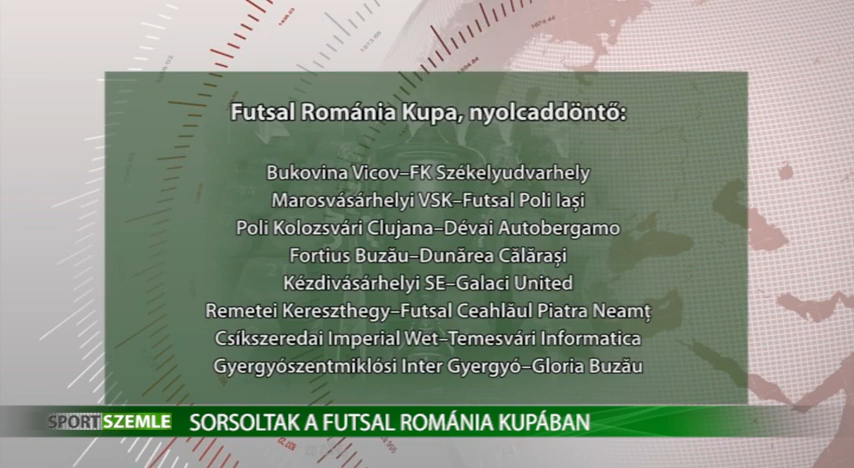 Futsal Románia Kupa, nyolcaddöntő:
Bukovina Vicov–FK Székelyudvarhely
Marosvásárhelyi VSK–Futsal Poli Iași
Poli Kolozsvári Clujana–Dévai Autobergamo
Fortius Buzău–Dunărea Călărași
Kézdivásárhelyi SE–Galaci United
Remetei Kereszthegy–Futsal Ceahlăul Piatra Neamț
Csíkszeredai Imperial Wet–Temesvári Informatica
Gyergyószentmiklósi Inter Gyergyó–Gloria Buzău
SPORTSZEMLE SORSOLTAK A FUTSAL ROMÁNIA KUPÁBAN